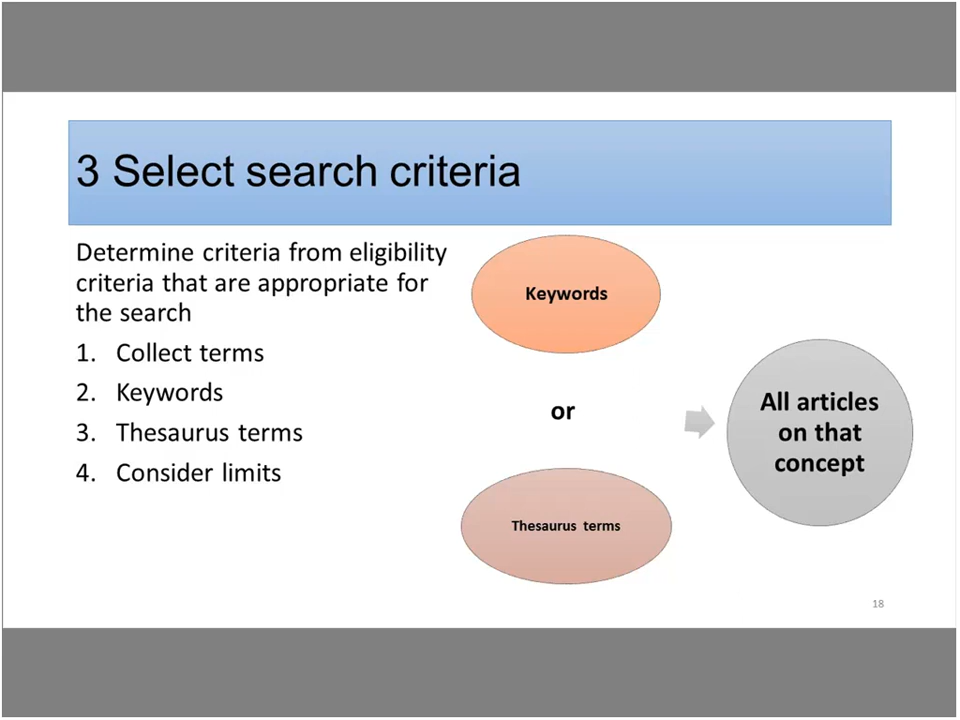 3 Select search criteria
Determine criteria from eligibility
criteria that are appropriate for
the search
1. Collect terms
2. Keywords
3. Thesaurus terms
4. Consider limits
Keywords
or
Thesaurus terms
All articles
on that
concept
18